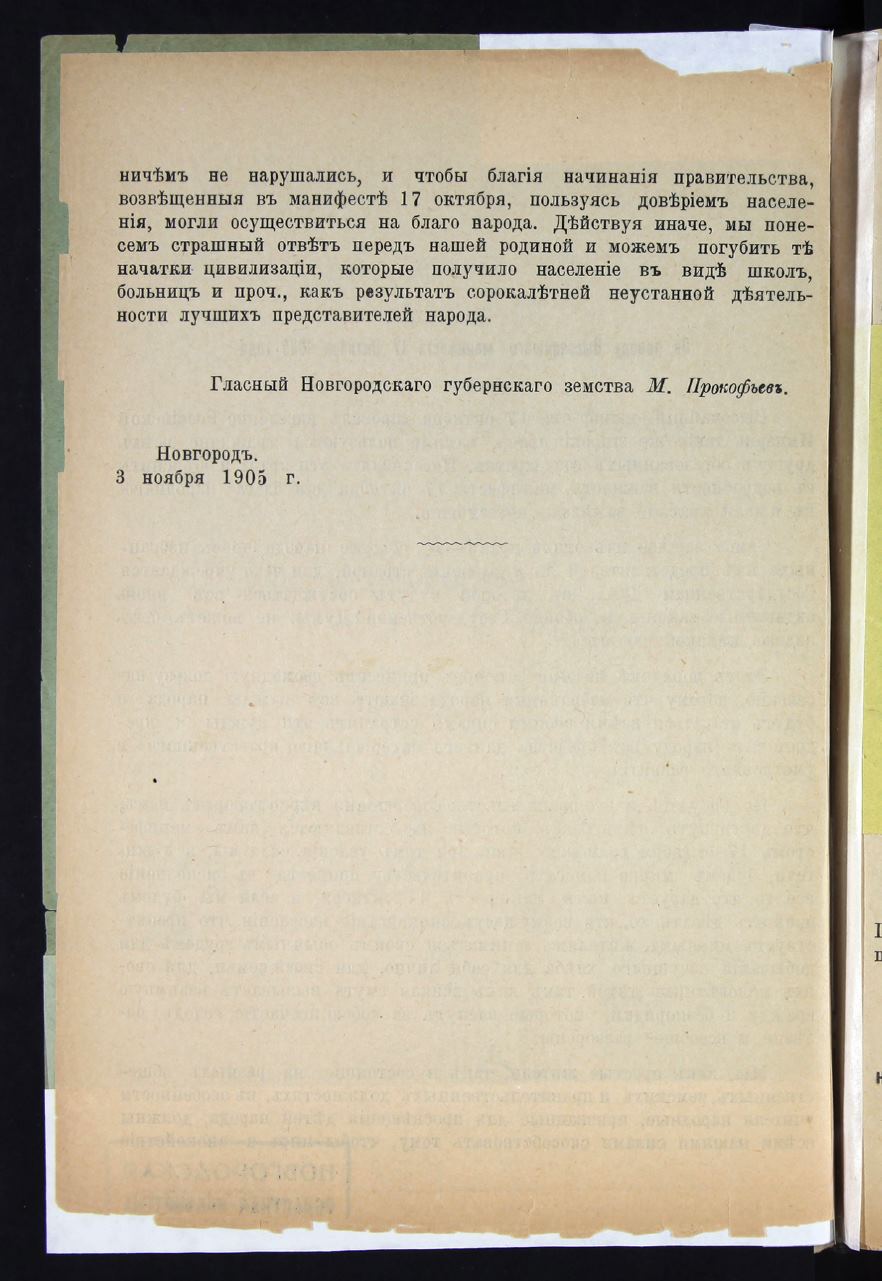 ничѣмъ не нарушались, и чтобы благія начинанія правительства,
возвѣщенныя въ манифестѣ 17 октября, пользуясь довѣріемъ населе-
нія, могли осуществиться на благо народа. Дѣйствуя иначе, мы поне-
семъ страшный отвѣтъ передъ нашей родиной и можемъ погубить тѣ
начатки цивилизаціи, которые получило населеніе въ видѣ школъ,
больницъ и проч., какъ результатъ сорокалѣтней неустанной дѣятель-
ности лучшихъ представителей народа.
Гласный Новгородскаго губернскаго земства М. Прокофьевъ.
Новгородъ.
3 ноября 1905 г.